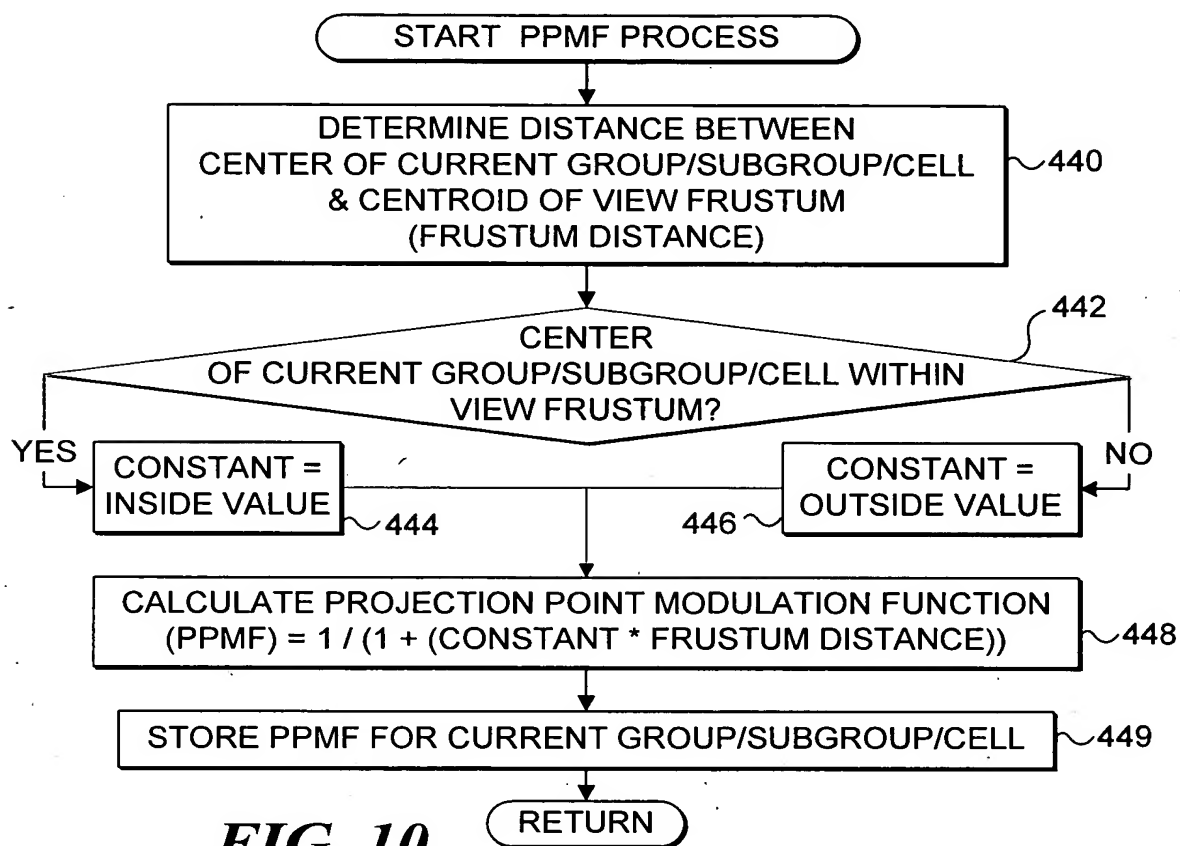 START PPMF PROCESS
DETERMINE DISTANCE BETWEEN
CENTER OF CURRENT GROUP/SUBGROUP/CELL
& CENTROID OF VIEW FRUSTUM
(FRUSTUM DISTANCE)
440
442
CENTER
OF CURRENT GROUP/SUBGROUP/CELL WITHIN
VIEW FRUSTUM?
YES
NO
CONSTANT =
INSIDE VALUE
444
CONSTANT =
OUTSIDE VALUE
446
CALCULATE PROJECTION POINT MODULATION FUNCTION
(PPMF) = 1 / (1 + (CONSTANT * FRUSTUM DISTANCE))
448
STORE PPMF FOR CURRENT GROUP/SUBGROUP/CELL
449
RETURN
FIG. 10